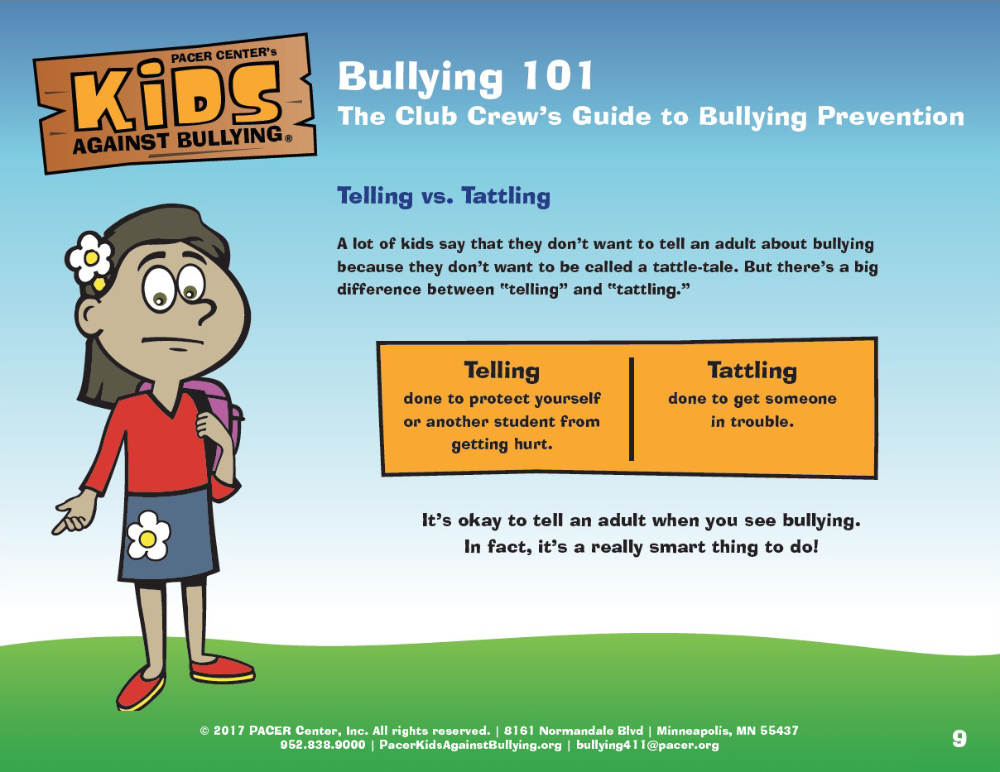 PACER CENTER's
KiDS
AGAINST BULLYING®
Bullying 101
The Club Crew's Guide to Bullying Prevention
Telling vs. Tattling
A lot of kids say that they don't want to tell an adult about bullying
because they don't want to be called a tattle-tale. But there's a big
difference between “telling” and “tattling.”
Telling
done to protect yourself
or another student from
getting hurt.
Tattling
done to get someone
in trouble.
It's okay to tell an adult when you see bullying.
In fact, it's a really smart thing to do!
© 2017 PACER Center, Inc. All rights reserved. | 8161 Normandale Blvd | Minneapolis, MN 55437
952.838.9000 | PacerKidsAgainstBullying.org | bullying411@pacer.org
9